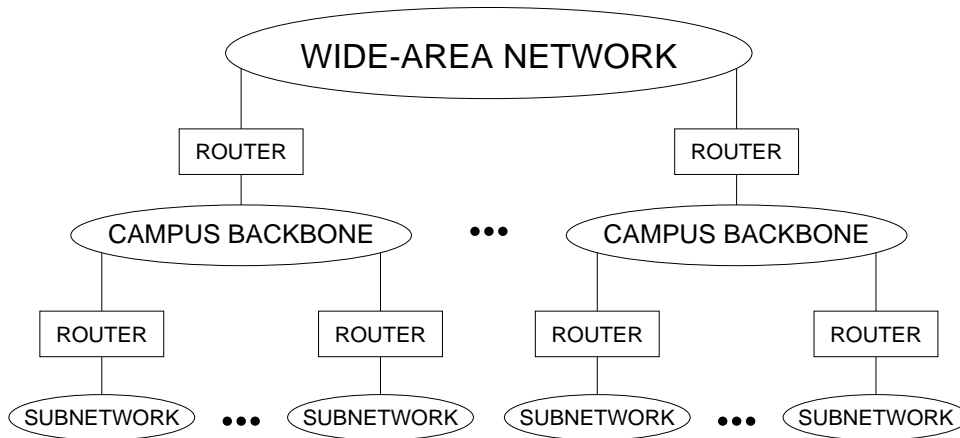 WIDE-AREA NETWORK
ROUTER
ROUTER
CAMPUS BACKBONE
•••
CAMPUS BACKBONE
ROUTER
ROUTER
ROUTER
ROUTER
SUBNETWORK
•••
SUBNETWORK
SUBNETWORK
•••
SUBNETWORK